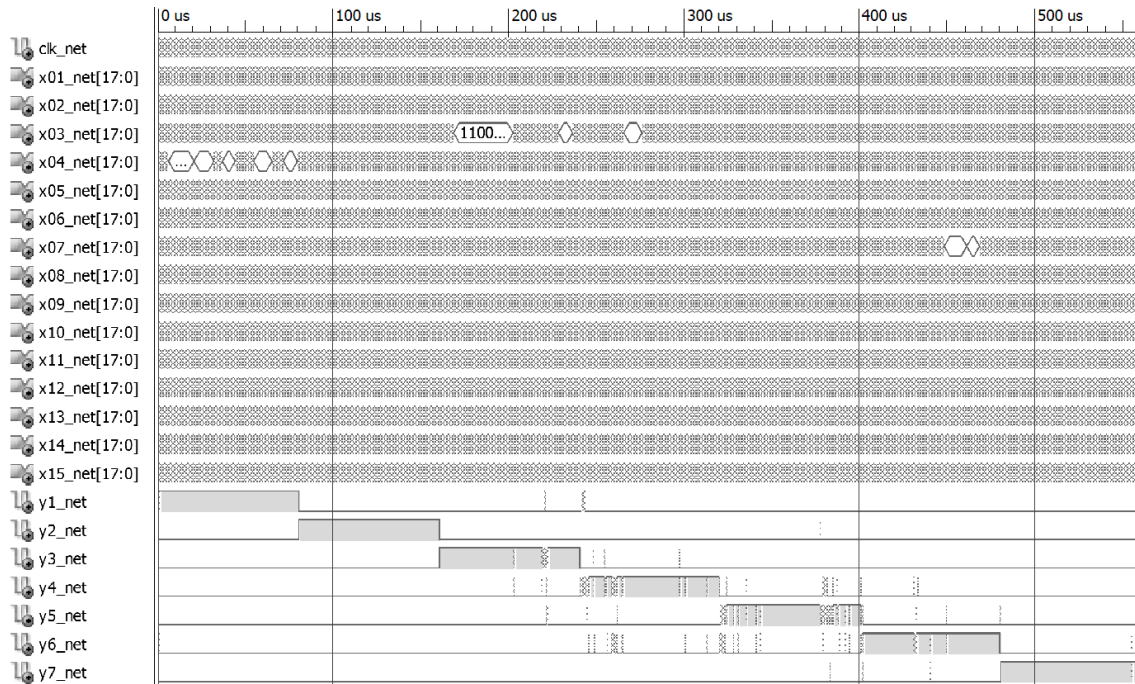 0 us 100 us 200 us 300 us 400 us 500 us
clk_net
x01_net[17:0]
x02_net[17:0]
x03_net[17:0] 1100...
x04_net[17:0] ...
x05_net[17:0]
x06_net[17:0]
x07_net[17:0]
x08_net[17:0]
x09_net[17:0]
x10_net[17:0]
x11_net[17:0]
x12_net[17:0]
x13_net[17:0]
x14_net[17:0]
x15_net[17:0]
y1_net
y2_net
y3_net
y4_net
y5_net
y6_net
y7_net